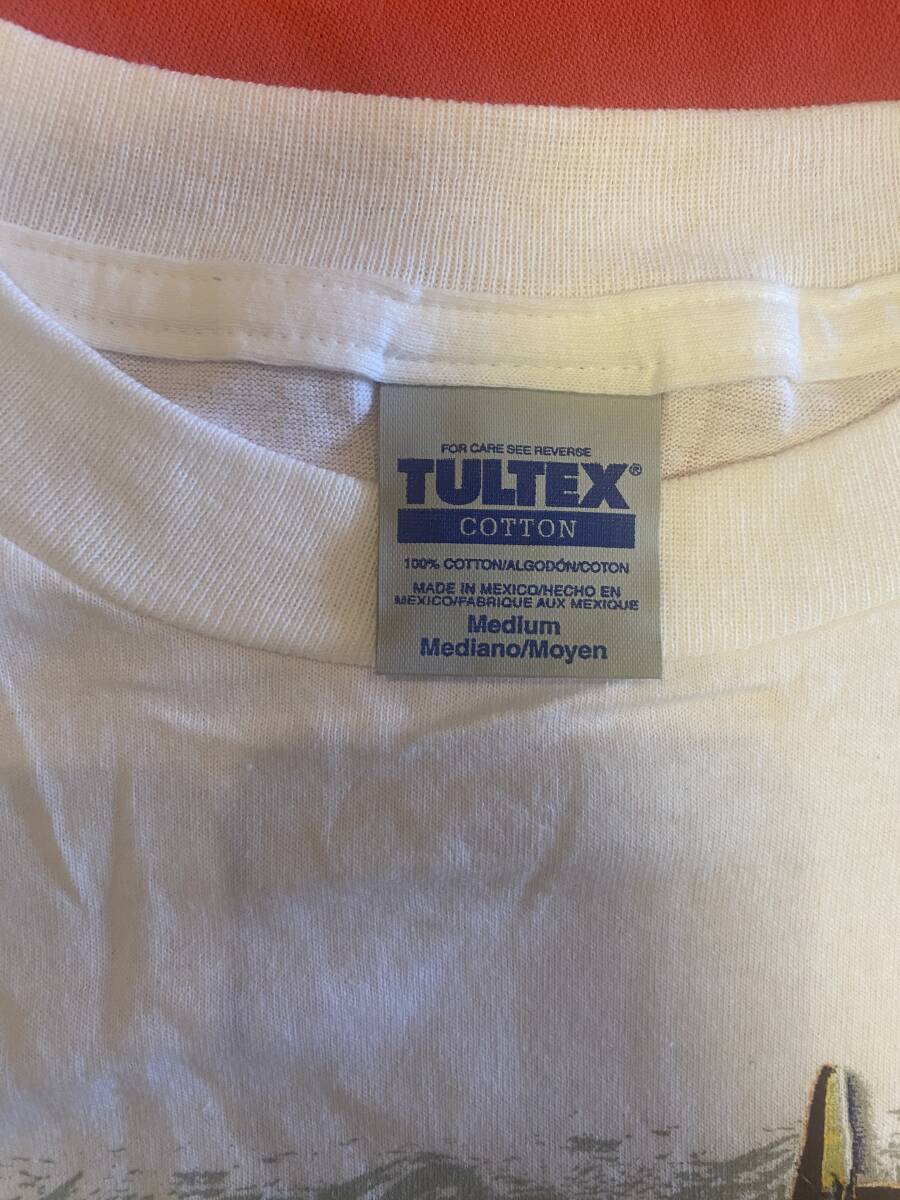 FOR CARE SEE REVERSE
TULTEX®
COTTON
100% COTTON/ALGODÓN/COTON
MADE IN MEXICO/HECHO EN
MEXICO/FABRIQUE AUX MEXIQUE
Medium
Mediano/Moyen